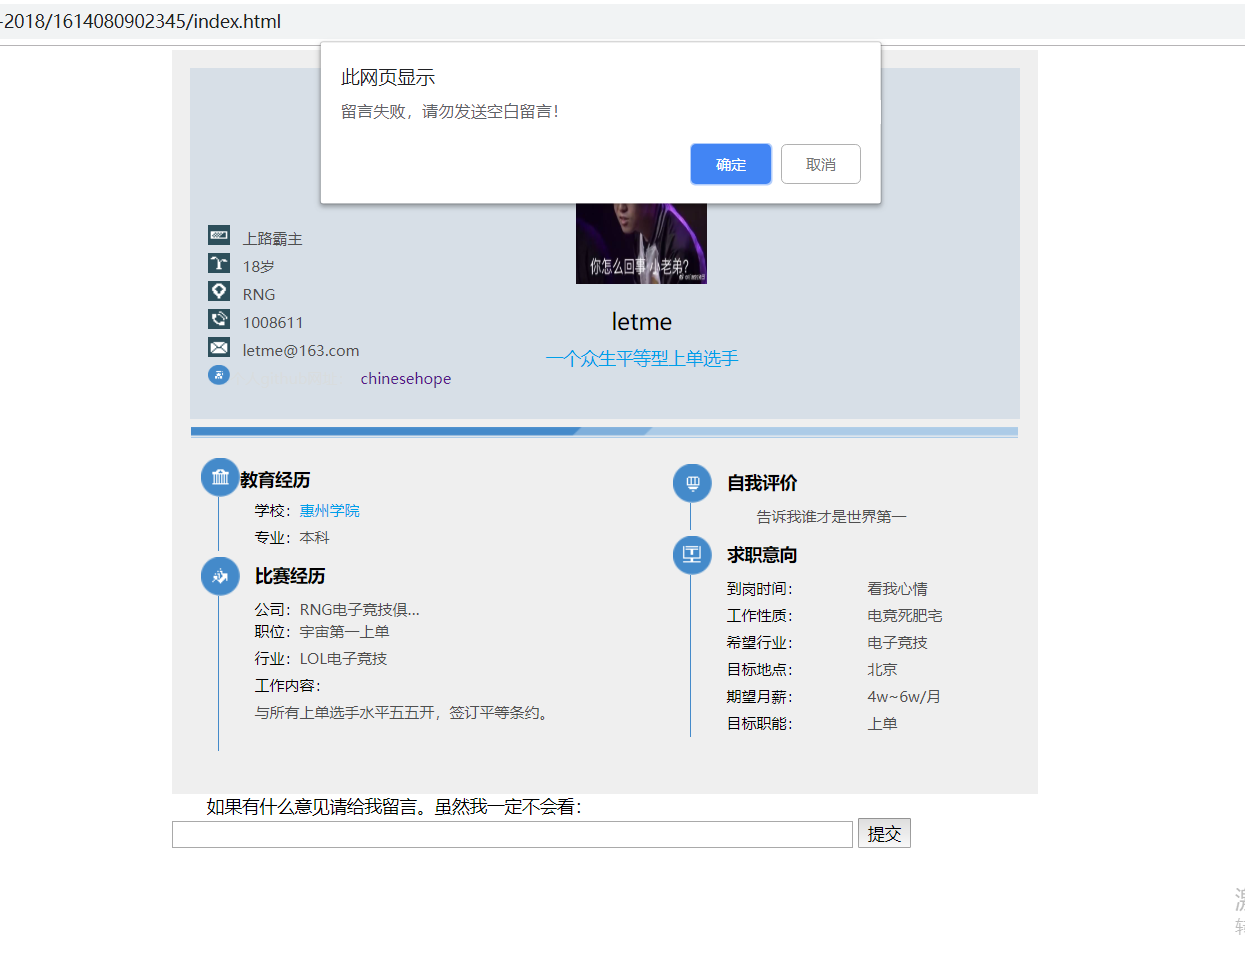 -2018/1614080902345/index.html
此网页显示
留言失败，请勿发送空白留言！
确定
取消
你怎么回事 小老弟？
上路霸主
18岁
RNG
1008611
letme@163.com
chinesehope
letme
一个众生平等型上单选手
教育经历
学校：惠州学院
专业：本科
比赛经历
公司：RNG电子竞技俱...
职位：宇宙第一上单
行业：LOL电子竞技
工作内容：
与所有上单选手水平五五开，签订平等条约。
自我评价
告诉我谁才是世界第一
求职意向
到岗时间： 看我心情
工作性质： 电竞死肥宅
希望行业： 电子竞技
目标地点： 北京
期望月薪： 4w~6w/月
目标职能： 上单
如果有什么意见请给我留言。虽然我一定不会看：
提交